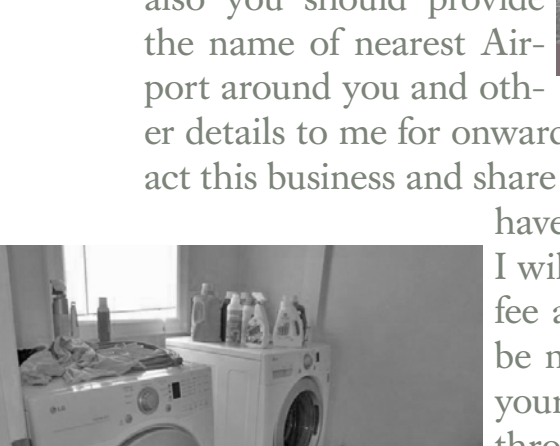 also you should provide
the name of nearest Air-
port around you and oth-
er details to me for onward
act this business and share
have
I wil
fee a
be n
your
thro
LG